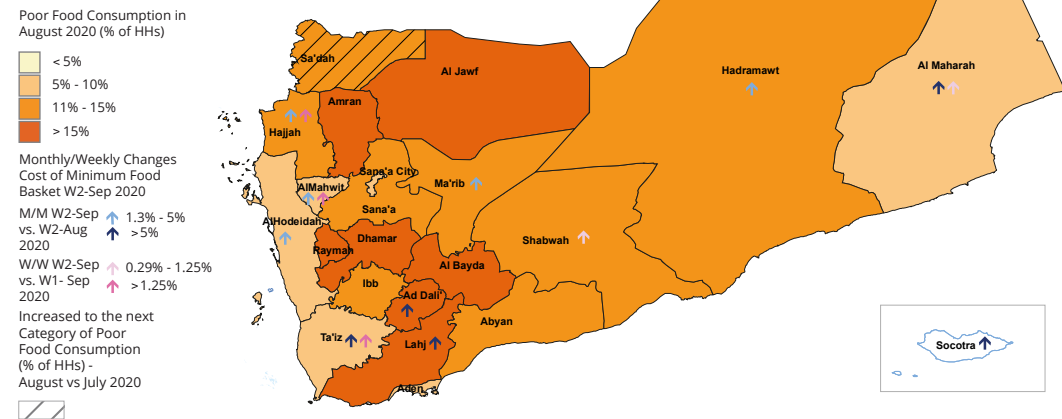 Poor Food Consumption in
August 2020 (% of HHs)
< 5%
5% - 10%
11% - 15%
> 15%
Monthly/Weekly Changes
Cost of Minimum Food
Basket W2-Sep 2020
M/M W2-Sep
vs. W2-Aug
2020
1.3% - 5%
>5%
W/W W2-Sep
vs. W1- Sep
2020
0.29% - 1.25%
>1.25%
Increased to the next
Category of Poor
Food Consumption
(% of HHs) -
August vs July 2020
Sa'dah
Al Jawf
Hadramawt
Al Maharah
Amran
Hajjah
Sana'a City
Ma'rib
AlMahwit
Sana'a
AlHodeidah
Dhamar
Raymah
Shabwah
Al Bayda
Ibb
Ad Dali'
Abyan
Ta'iz
Lahj
Aden
Socotra